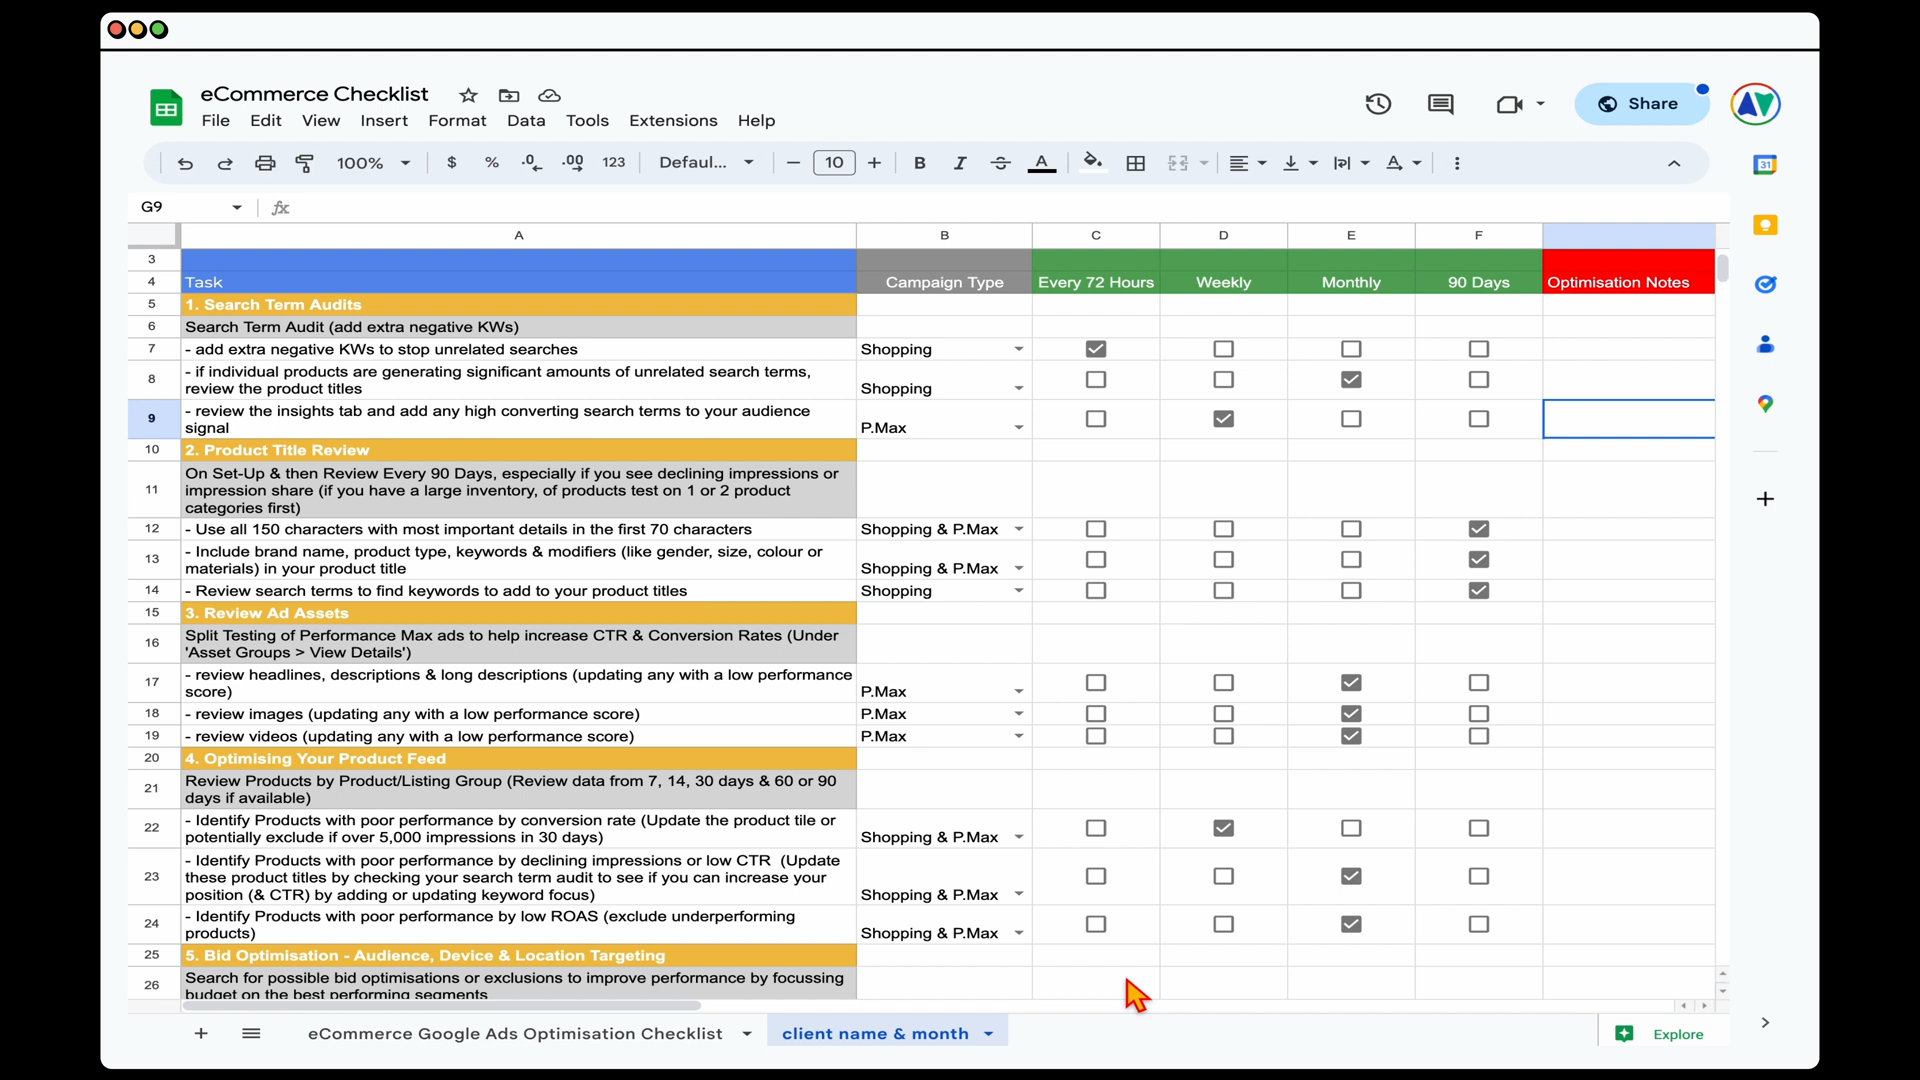 eCommerce Checklist
File Edit View Insert Format Data Tools Extensions Help
Share
100% $ % .0 .00 123 Defaul... 10 B I A
31
G9 fx
A B C D E F
3
4 Task Campaign Type Every 72 Hours Weekly Monthly 90 Days Optimisation Notes
5 1. Search Term Audits
6 Search Term Audit (add extra negative KWs)
7 - add extra negative KWs to stop unrelated searches Shopping
8 - if individual products are generating significant amounts of unrelated search terms,
review the product titles Shopping
9 - review the insights tab and add any high converting search terms to your audience
signal P.Max
10 2. Product Title Review
On Set-Up & then Review Every 90 Days, especially if you see declining impressions or
11 impression share (if you have a large inventory, of products test on 1 or 2 product
categories first)
12 - Use all 150 characters with most important details in the first 70 characters Shopping & P.Max
13 - Include brand name, product type, keywords & modifiers (like gender, size, colour or
materials) in your product title Shopping & P.Max
14 - Review search terms to find keywords to add to your product titles Shopping
15 3. Review Ad Assets
16 Split Testing of Performance Max ads to help increase CTR & Conversion Rates (Under
'Asset Groups > View Details')
17 - review headlines, descriptions & long descriptions (updating any with a low performance
score) P.Max
18 - review images (updating any with a low performance score) P.Max
19 - review videos (updating any with a low performance score) P.Max
20 4. Optimising Your Product Feed
21 Review Products by Product/Listing Group (Review data from 7, 14, 30 days & 60 or 90
days if available)
22 - Identify Products with poor performance by conversion rate (Update the product tile or
potentially exclude if over 5,000 impressions in 30 days) Shopping & P.Max
- Identify Products with poor performance by declining impressions or low CTR (Update
23 these product titles by checking your search term audit to see if you can increase your
position (& CTR) by adding or updating keyword focus) Shopping & P.Max
24 - Identify Products with poor performance by low ROAS (exclude underperforming
products) Shopping & P.Max
25 5. Bid Optimisation - Audience, Device & Location Targeting
26 Search for possible bid optimisations or exclusions to improve performance by focussing
budget on the best performing segments
eCommerce Google Ads Optimisation Checklist client name & month Explore